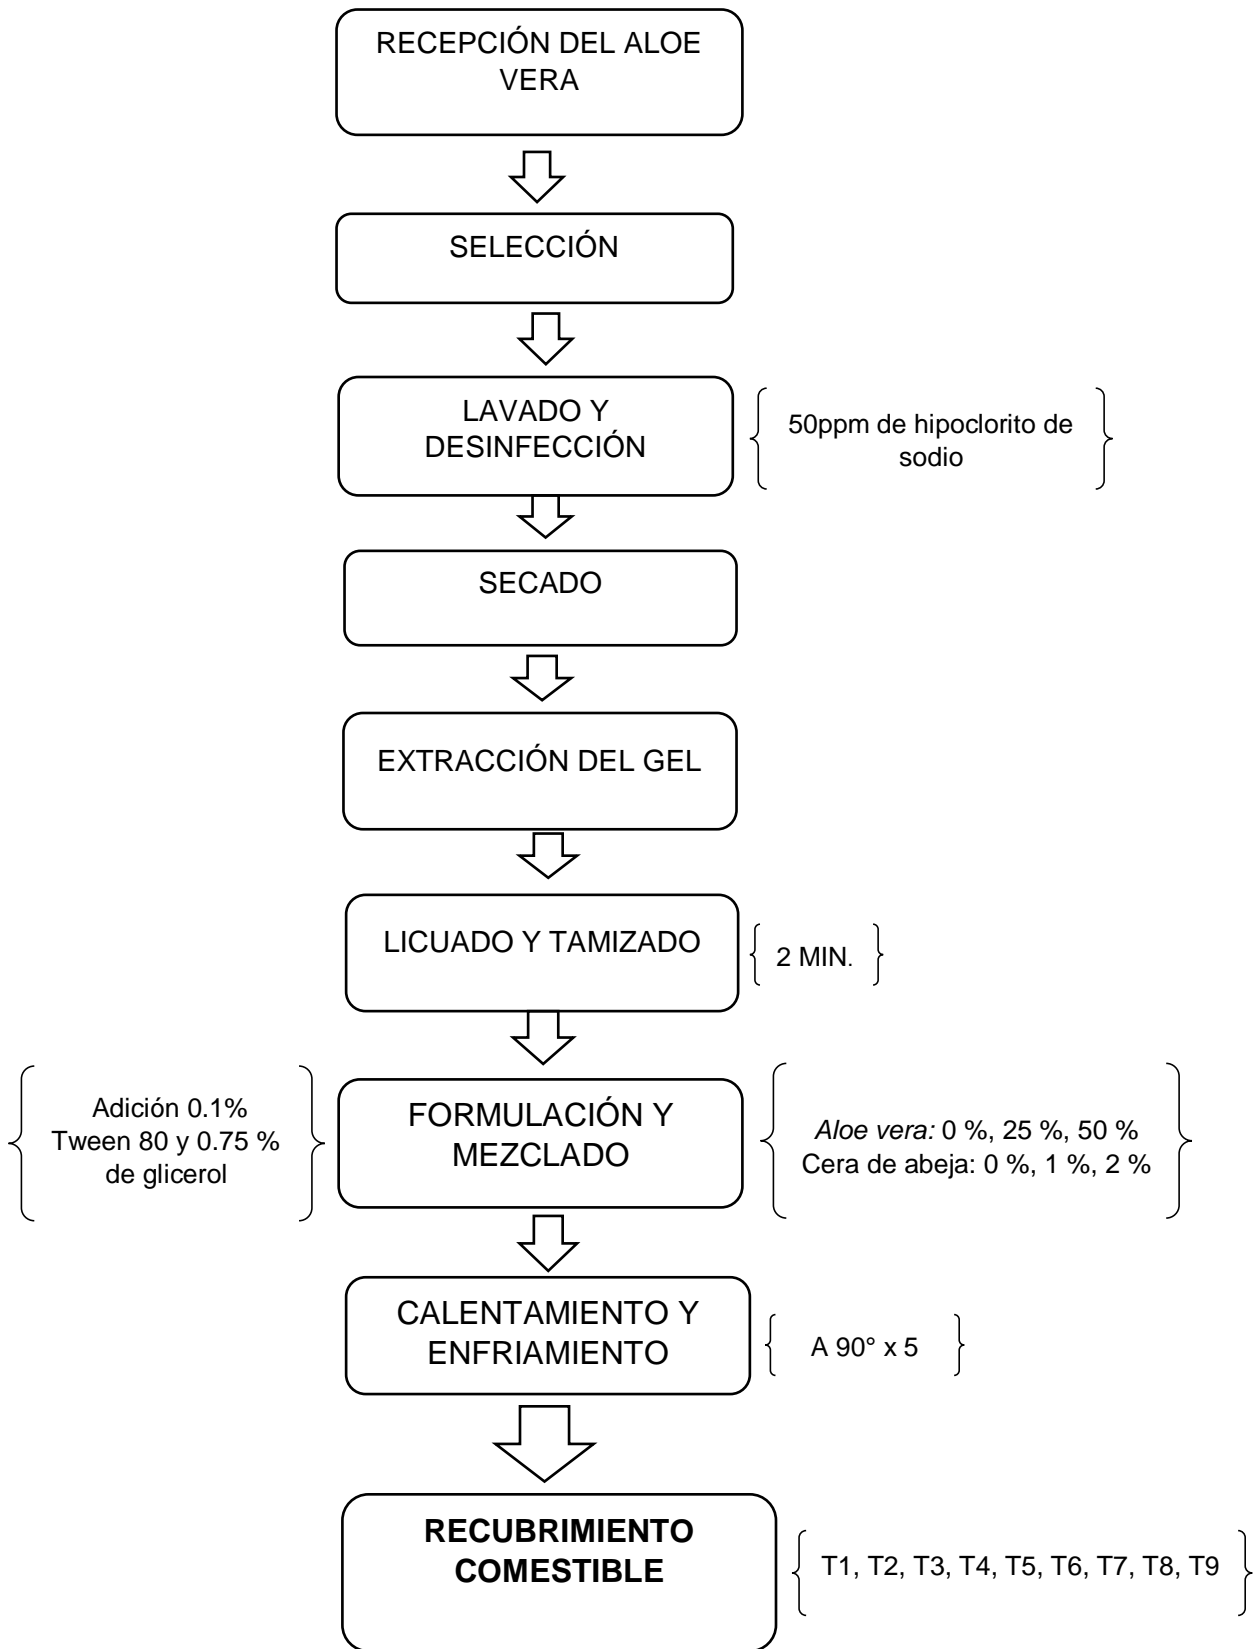 RECEPCIÓN DEL ALOE
VERA
SELECCIÓN
LAVADO Y
DESINFECCIÓN
50ppm de hipoclorito de
sodio
SECADO
EXTRACCIÓN DEL GEL
LICUADO Y TAMIZADO
2 MIN.
Adición 0.1%
Tween 80 y 0.75 %
de glicerol
FORMULACIÓN Y
MEZCLADO
Aloe vera: 0 %, 25 %, 50 %
Cera de abeja: 0 %, 1 %, 2 %
CALENTAMIENTO Y
ENFRIAMIENTO
A 90° x 5
RECUBRIMIENTO
COMESTIBLE
T1, T2, T3, T4, T5, T6, T7, T8, T9